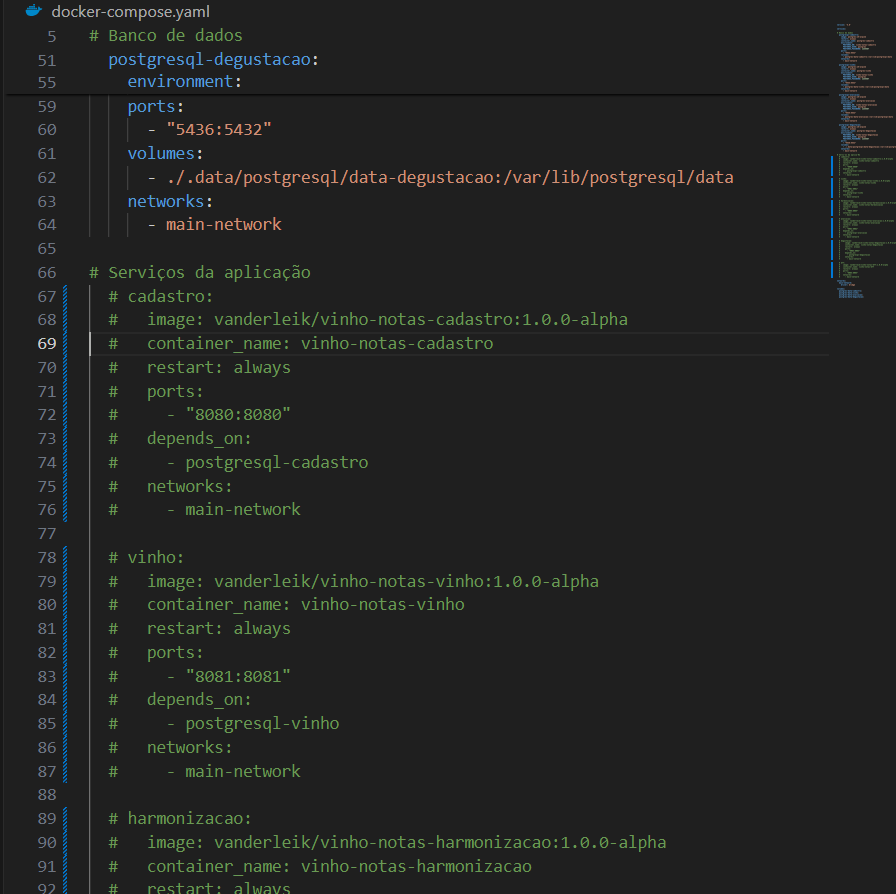 docker-compose.yaml
5 # Banco de dados
51 postgresql-degustacao:
55 environment:
59 ports:
60 - "5436:5432"
61 volumes:
62 - ./.data/postgresql/data-degustacao:/var/lib/postgresql/data
63 networks:
64 - main-network
65
66 # Serviços da aplicação
67 # cadastro:
68 # image: vanderleik/vinho-notas-cadastro:1.0.0-alpha
69 # container_name: vinho-notas-cadastro
70 # restart: always
71 # ports:
72 # - "8080:8080"
73 # depends_on:
74 # - postgresql-cadastro
75 # networks:
76 # - main-network
77
78 # vinho:
79 # image: vanderleik/vinho-notas-vinho:1.0.0-alpha
80 # container_name: vinho-notas-vinho
81 # restart: always
82 # ports:
83 # - "8081:8081"
84 # depends_on:
85 # - postgresql-vinho
86 # networks:
87 # - main-network
88
89 # harmonizacao:
90 # image: vanderleik/vinho-notas-harmonizacao:1.0.0-alpha
91 # container_name: vinho-notas-harmonizacao
92 # restart: always